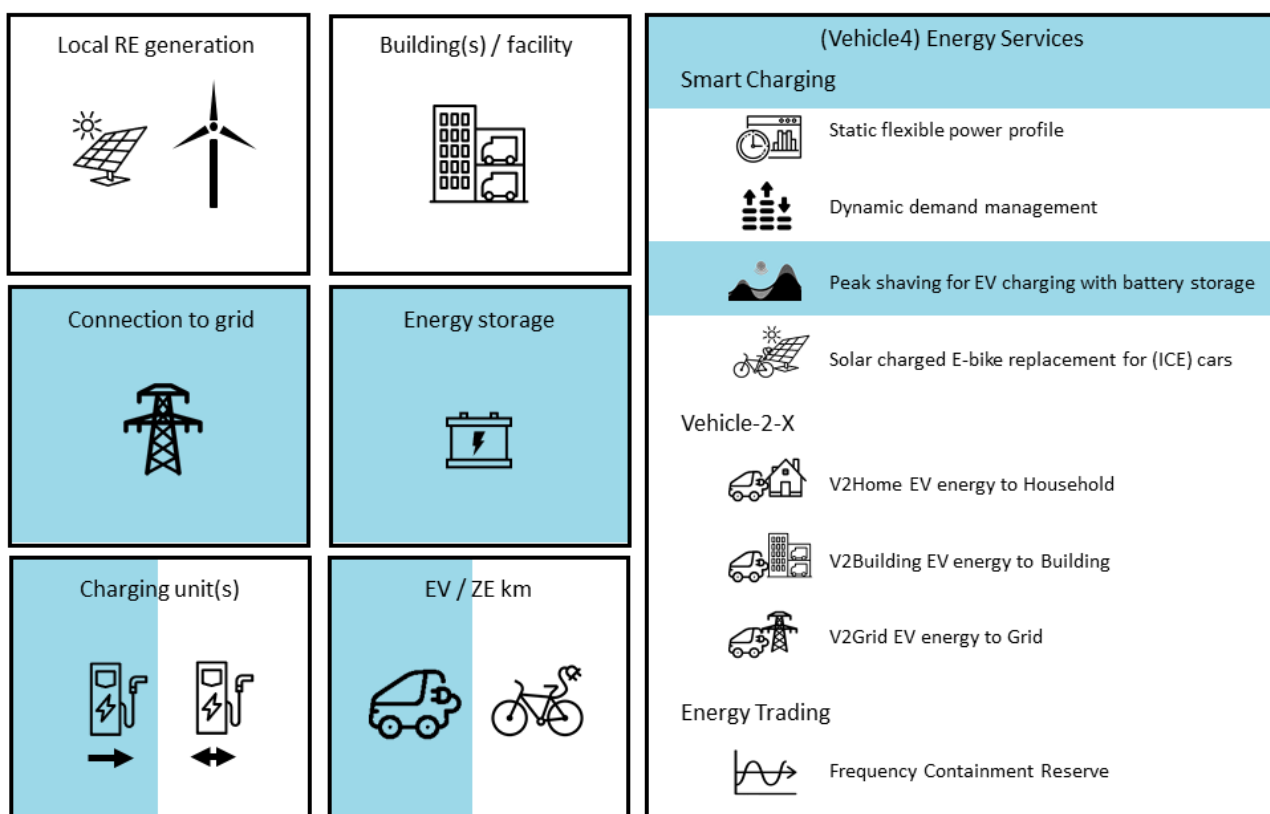 Local RE generation
Building(s) / facility
Connection to grid
Energy storage
Charging unit(s)
EV / ZE km
(Vehicle4) Energy Services
Smart Charging
Static flexible power profile
Dynamic demand management
Peak shaving for EV charging with battery storage
Solar charged E-bike replacement for (ICE) cars
Vehicle-2-X
V2Home EV energy to Household
V2Building EV energy to Building
V2Grid EV energy to Grid
Energy Trading
Frequency Containment Reserve